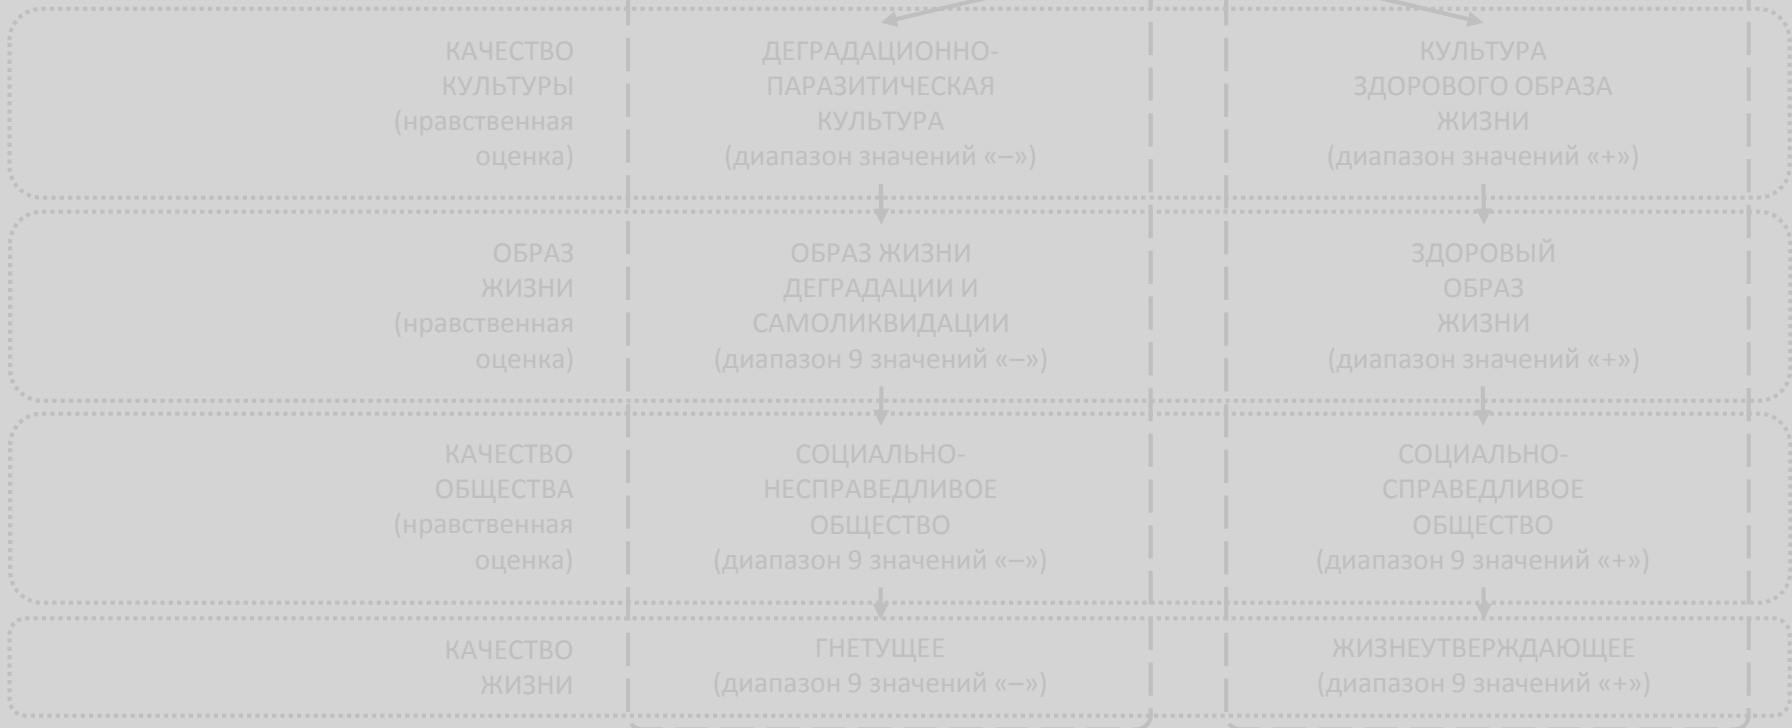 КАЧЕСТВО
КУЛЬТУРЫ
(нравственная
оценка)
ДЕГРАДАЦИОННО-
ПАРАЗИТИЧЕСКАЯ
КУЛЬТУРА
(диапазон значений «–»)
КУЛЬТУРА
ЗДОРОВОГО ОБРАЗА
ЖИЗНИ
(диапазон значений «+»)
ОБРАЗ
ЖИЗНИ
(нравственная
оценка)
ОБРАЗ ЖИЗНИ
ДЕГРАДАЦИИ И
САМОЛИКВИДАЦИИ
(диапазон 9 значений «–»)
ЗДОРОВЫЙ
ОБРАЗ
ЖИЗНИ
(диапазон значений «+»)
КАЧЕСТВО
ОБЩЕСТВА
(нравственная
оценка)
СОЦИАЛЬНО-
НЕСПРАВЕДЛИВОЕ
ОБЩЕСТВО
(диапазон 9 значений «–»)
СОЦИАЛЬНО-
СПРАВЕДЛИВОЕ
ОБЩЕСТВО
(диапазон 9 значений «+»)
КАЧЕСТВО
ЖИЗНИ
ГНЕТУЩЕЕ
(диапазон 9 значений «–»)
ЖИЗНЕУТВЕРЖДАЮЩЕЕ
(диапазон 9 значений «+»)